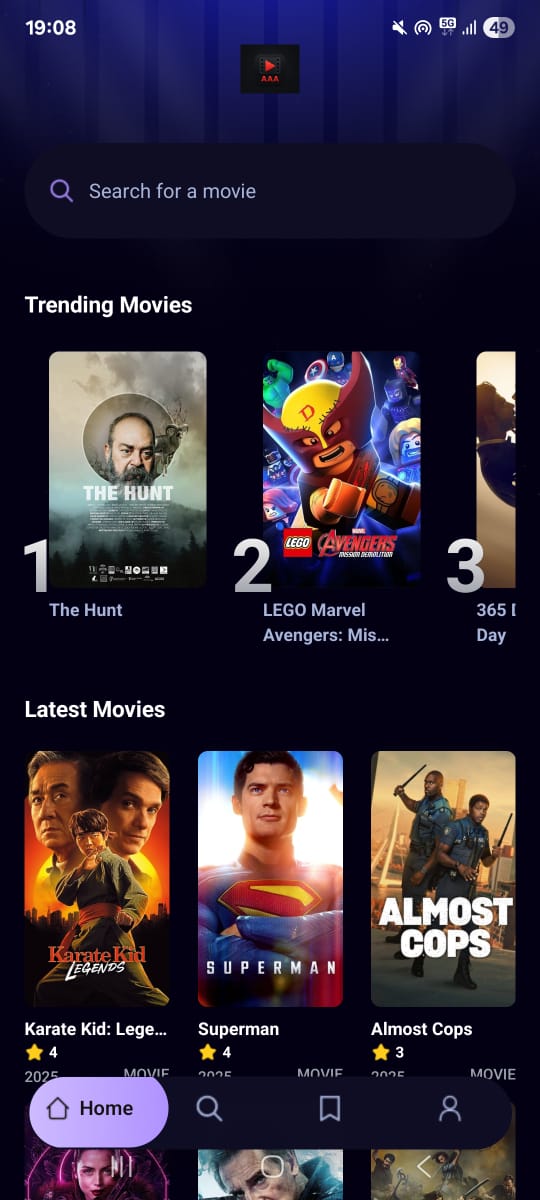 19:08
5G
49
AAA
Search for a movie
Trending Movies
THE HUNT
LEGO MARVEL AVENGERS
MISSION DEMOLITION
D
1
2
3
The Hunt
LEGO Marvel
Avengers: Mis...
365 D
Day
Latest Movies
Karate Kid
LEGENDS
SUPERMAN
ALMOST
COPS
Karate Kid: Lege...
Superman
Almost Cops
4
4
3
2025
MOVIE
2025
MOVIE
2025
MOVIE
Home